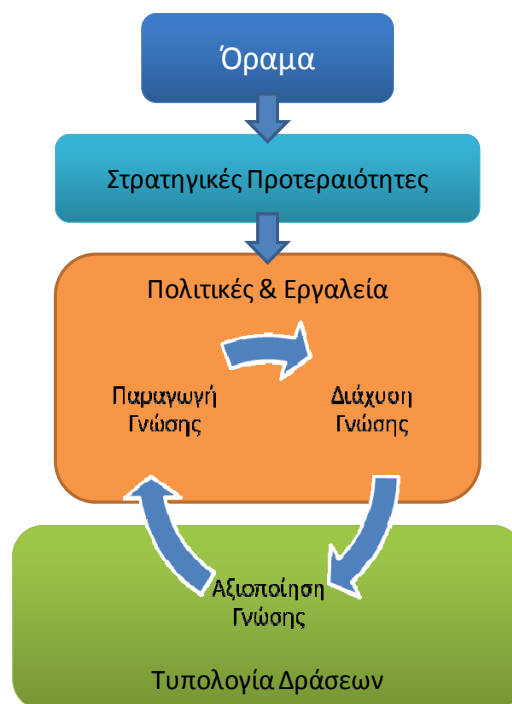 Όραμα
Στρατηγικές Προτεραιότητες
Πολιτικές & Εργαλεία
Παραγωγή
Γνώσης
Διάχυση
Γνώσης
Αξιοποίηση
Γνώσης
Τυπολογία Δράσεων